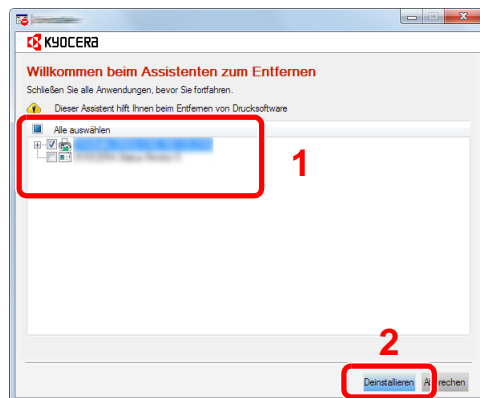 KYOCERA
Willkommen beim Assistenten zum Entfernen
Schließen Sie alle Anwendungen, bevor Sie fortfahren.
Dieser Assistent hilft Ihnen beim Entfernen von Drucksoftware
Alle auswählen
1
2
Deinstallieren